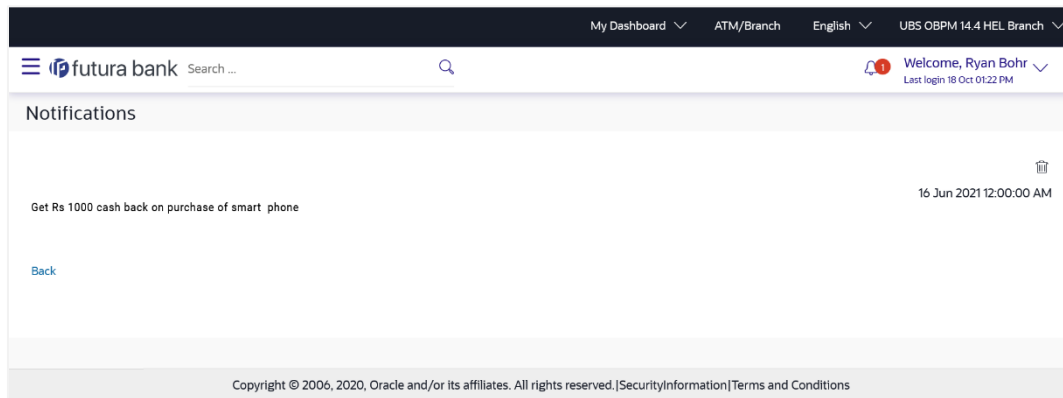 My Dashboard ATM/Branch English UBS OBPM 14.4 HEL Branch
futura bank Search ... 1 Welcome, Ryan Bohr
Last login 18 Oct 01:22 PM
Notifications
16 Jun 2021 12:00:00 AM
Get Rs 1000 cash back on purchase of smart phone
Back
Copyright © 2006, 2020, Oracle and/or its affiliates. All rights reserved.|SecurityInformation|Terms and Conditions